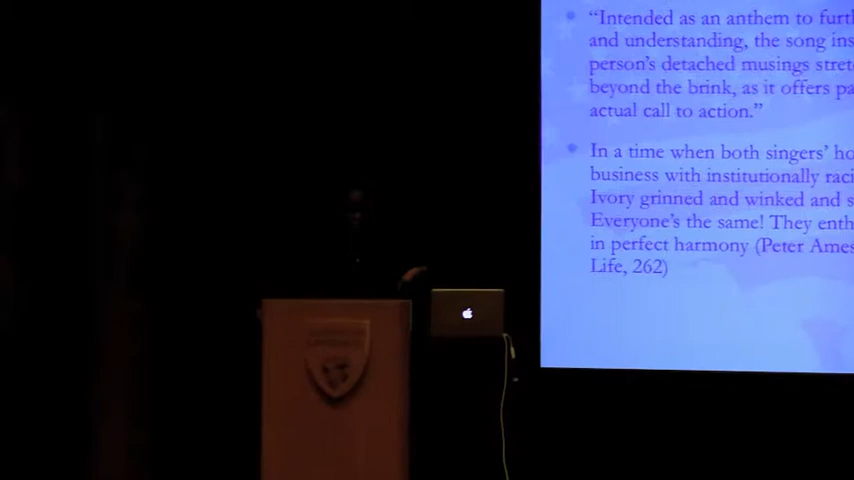 “Intended as an anthem to furt
and understanding, the song ins
person’s detached musings stret
beyond the brink, as it offers pa
actual call to action.”
In a time when both singers’ ho
business with institutionally raci
Ivory grinned and winked and s
Everyone’s the same! They enth
in perfect harmony (Peter Ames
Life, 262)